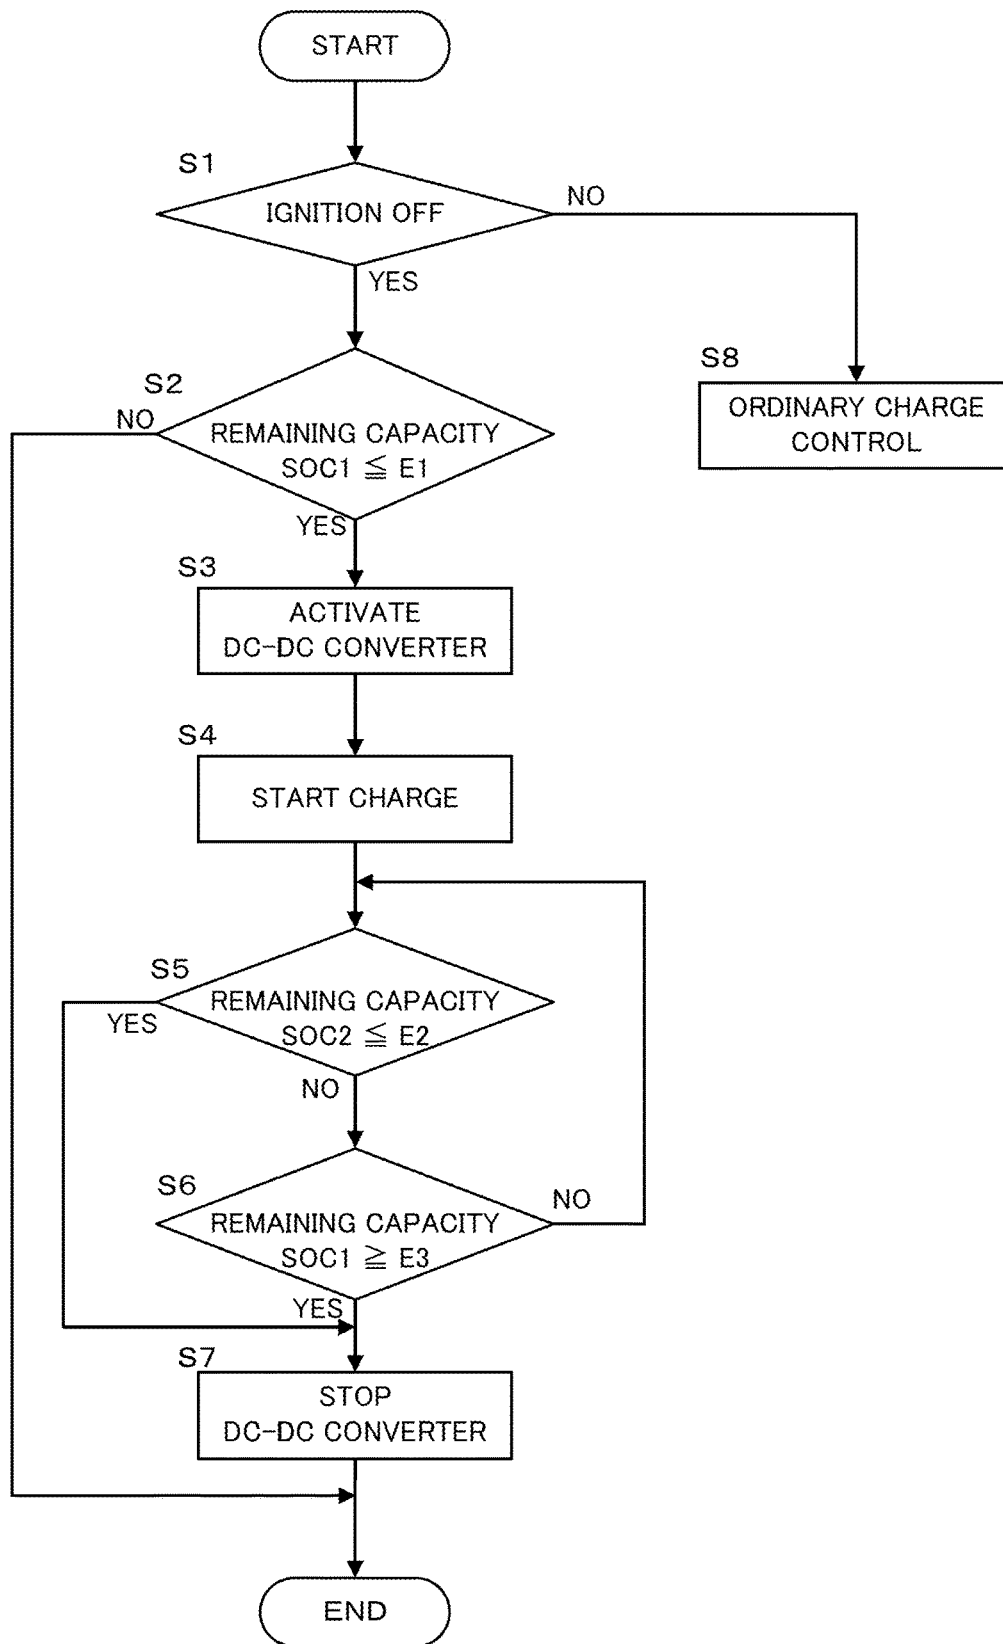 START
S1
IGNITION OFF
NO
YES
S2
NO
REMAINING CAPACITY
SOC1 ≦ E1
YES
S8
ORDINARY CHARGE
CONTROL
S3
ACTIVATE
DC-DC CONVERTER
S4
START CHARGE
S5
YES
REMAINING CAPACITY
SOC2 ≦ E2
NO
S6
NO
REMAINING CAPACITY
SOC1 ≧ E3
YES
S7
STOP
DC-DC CONVERTER
END